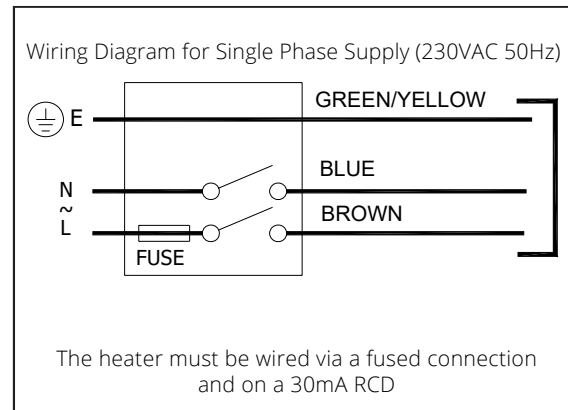 Wiring Diagram for Single Phase Supply (230VAC 50Hz)
GREEN/YELLOW
E
BLUE
N
~
BROWN
L
FUSE
The heater must be wired via a fused connection
and on a 30mA RCD